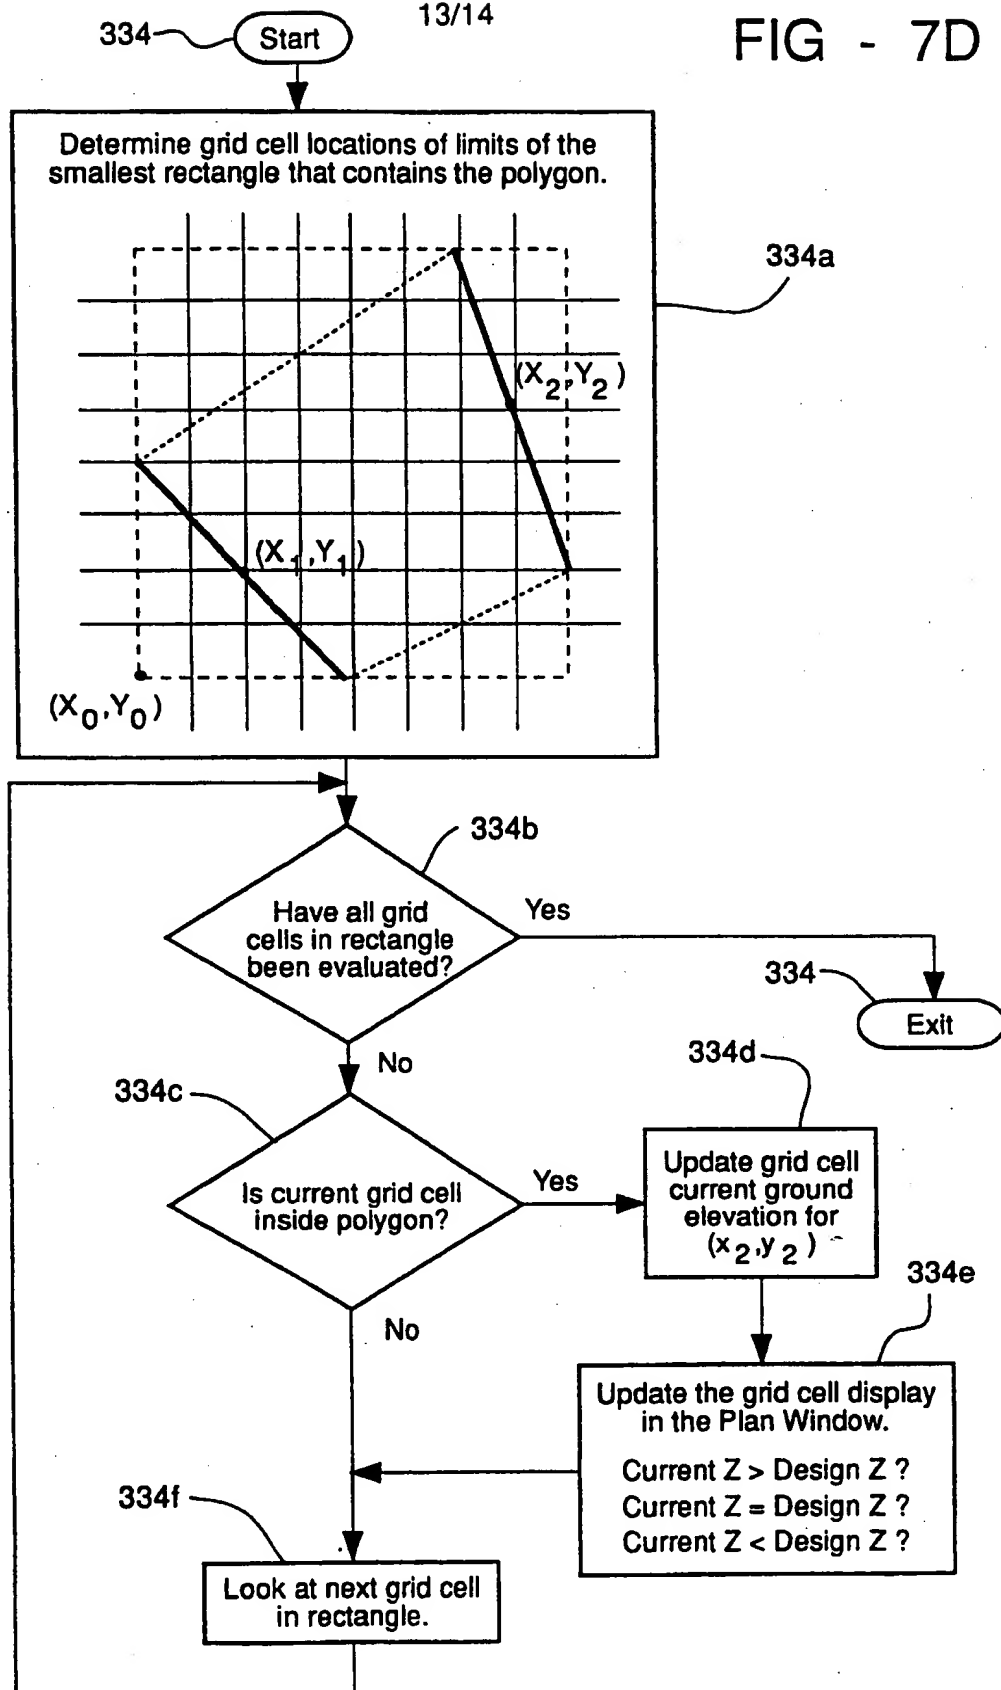 13/14
FIG - 7D
334
Start
Determine grid cell locations of limits of the
smallest rectangle that contains the polygon.
334a
(X2,Y2)
(X1,Y1)
(X0,Y0)
334b
Have all grid
cells in rectangle
been evaluated?
Yes
334
Exit
No
334c
334d
Is current grid cell
inside polygon?
Yes
Update grid cell
current ground
elevation for
(x2,y2)
334e
No
Update the grid cell display
in the Plan Window.
Current Z > Design Z ?
Current Z = Design Z ?
Current Z < Design Z ?
334f
Look at next grid cell
in rectangle.